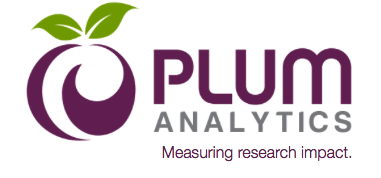 PLUM
ANALYTICS
Measuring research impact.